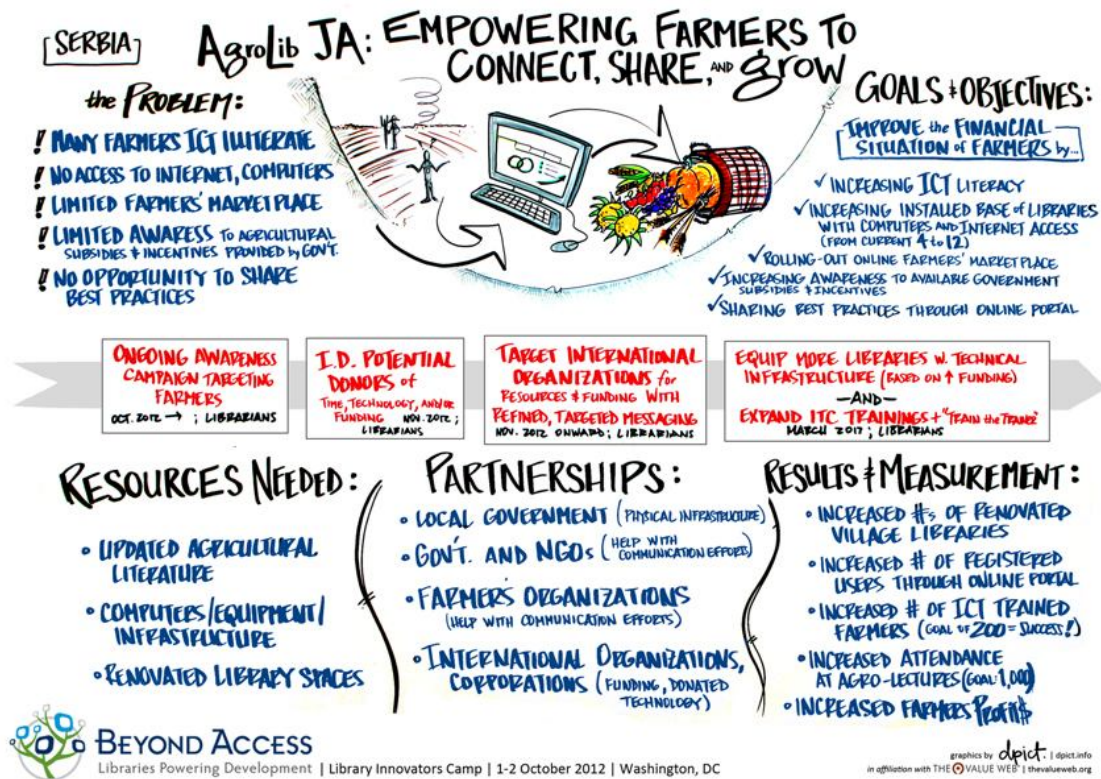 [SERBIA]
AgroLib JA: EMPOWERING FARMERS TO
CONNECT, SHARE, AND grow
the PROBLEM:
! MANY FARMERS ICT ILLITERATE
! NO ACCESS TO INTERNET, COMPUTERS
! LIMITED FARMERS' MARKETPLACE
! LIMITED AWARESS TO AGRICULTURAL
SUBSIDIES & INCENTIVES PROVIDED by GOV'T.
! NO OPPORTUNITY TO SHARE
BEST PRACTICES
GOALS & OBJECTIVES:
IMPROVE the FINANCIAL
SITUATION of FARMERS by...
✓ INCREASING ICT LITERACY
✓ INCREASING INSTALLED BASE of LIBRARIES
WITH COMPUTERS AND INTERNET ACCESS
(FROM CURRENT 4 to 12)
✓ ROLLING-OUT ONLINE FARMERS' MARKETPLACE
✓ INCREASING AWARENESS TO AVAILABLE GOVERNMENT
SUBSIDIES & INCENTIVES
✓ SHARING BEST PRACTICES THROUGH ONLINE PORTAL
ONGOING AWARENESS
CAMPAIGN TARGETING
FARMERS
OCT. 2012 → ; LIBRARIANS
I.D. POTENTIAL
DONORS of
TIME, TECHNOLOGY, AND/OR
FUNDING NOV. 2012 ;
LIBRARIANS
TARGET INTERNATIONAL
ORGANIZATIONS for
RESOURCES & FUNDING WITH
REFINED, TARGETED MESSAGING
NOV. 2012 ONWARD; LIBRARIANS
EQUIP MORE LIBRARIES W. TECHNICAL
INFRASTRUCTURE (BASED ON ↑ FUNDING)
—AND—
EXPAND ITC TRAININGS + "TRAIN the TRAINER"
MARCH 2017 ; LIBRARIANS
RESOURCES NEEDED:
• UPDATED AGRICULTURAL
LITERATURE
• COMPUTERS/EQUIPMENT/
INFRASTRUCTURE
• RENOVATED LIBRARY SPACES
PARTNERSHIPS:
• LOCAL GOVERNMENT (PHYSICAL INFRASTRUCTURE)
• GOV'T. AND NGOs (HELP WITH
COMMUNICATION EFFORTS)
• FARMER'S ORGANIZATIONS
(HELP WITH COMMUNICATION EFFORTS)
• INTERNATIONAL ORGANIZATIONS,
CORPORATIONS (FUNDING, DONATED
TECHNOLOGY)
RESULTS & MEASUREMENT:
• INCREASED #s OF RENOVATED
VILLAGE LIBRARIES
• INCREASED # OF REGISTERED
USERS THROUGH ONLINE PORTAL
• INCREASED # OF ICT TRAINED
FARMERS (GOAL OF 200 = SUCCESS!)
• INCREASED ATTENDANCE
AT AGRO-LECTURES (GOAL: 1,000)
• INCREASED FARMERS PROFIT$
BEYOND ACCESS
Libraries Powering Development | Library Innovators Camp | 1-2 October 2012 | Washington, DC
graphics by dpict. | dpict.info
in affiliation with THE VALUE WEB | thevalueweb.org